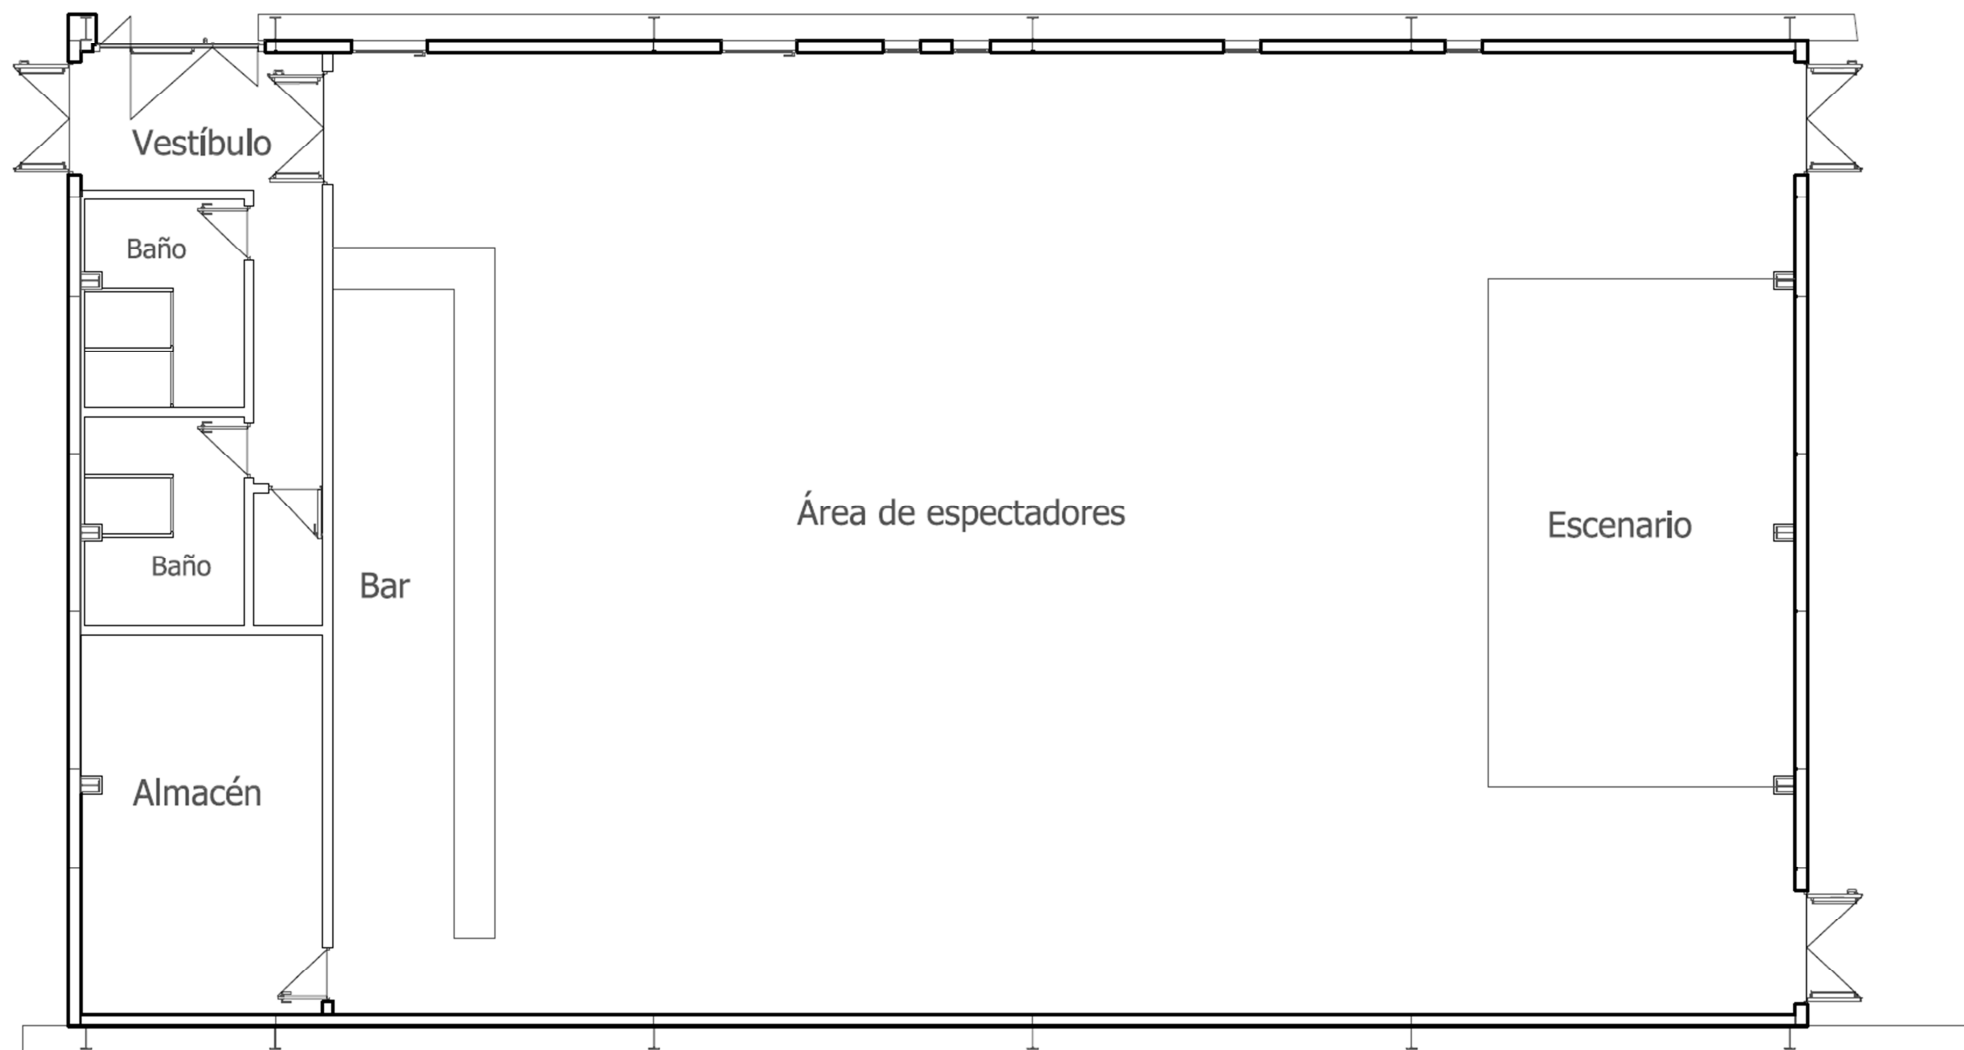 Vestíbulo
Baño
Área de espectadores
Escenario
Baño
Bar
Almacén